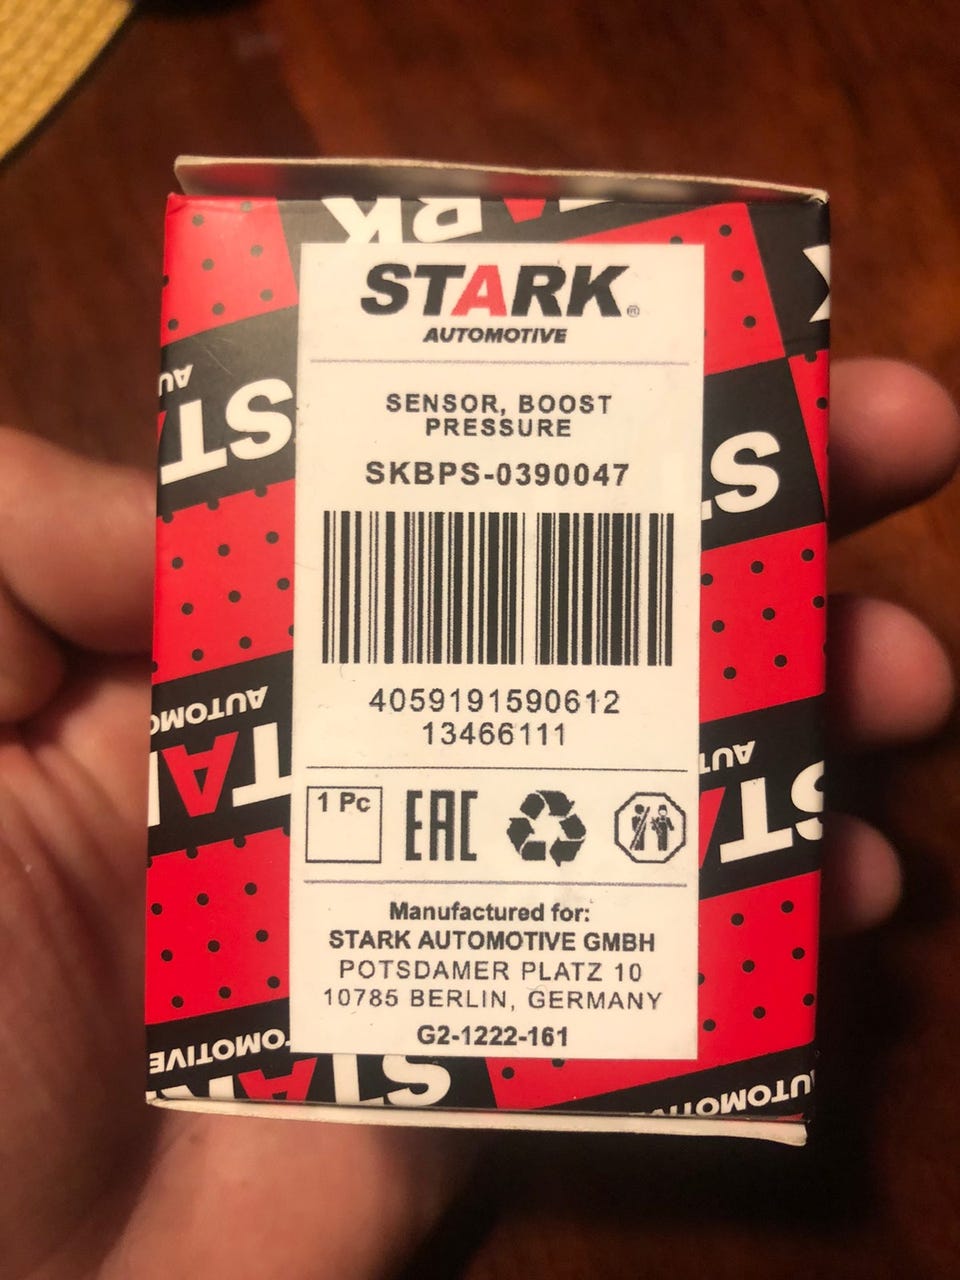 STARK®
AUTOMOTIVE
SENSOR, BOOST
PRESSURE
SKBPS-0390047
4059191590612
13466111
1 Pc
EAC
Manufactured for:
STARK AUTOMOTIVE GMBH
POTSDAMER PLATZ 10
10785 BERLIN, GERMANY
G2-1222-161